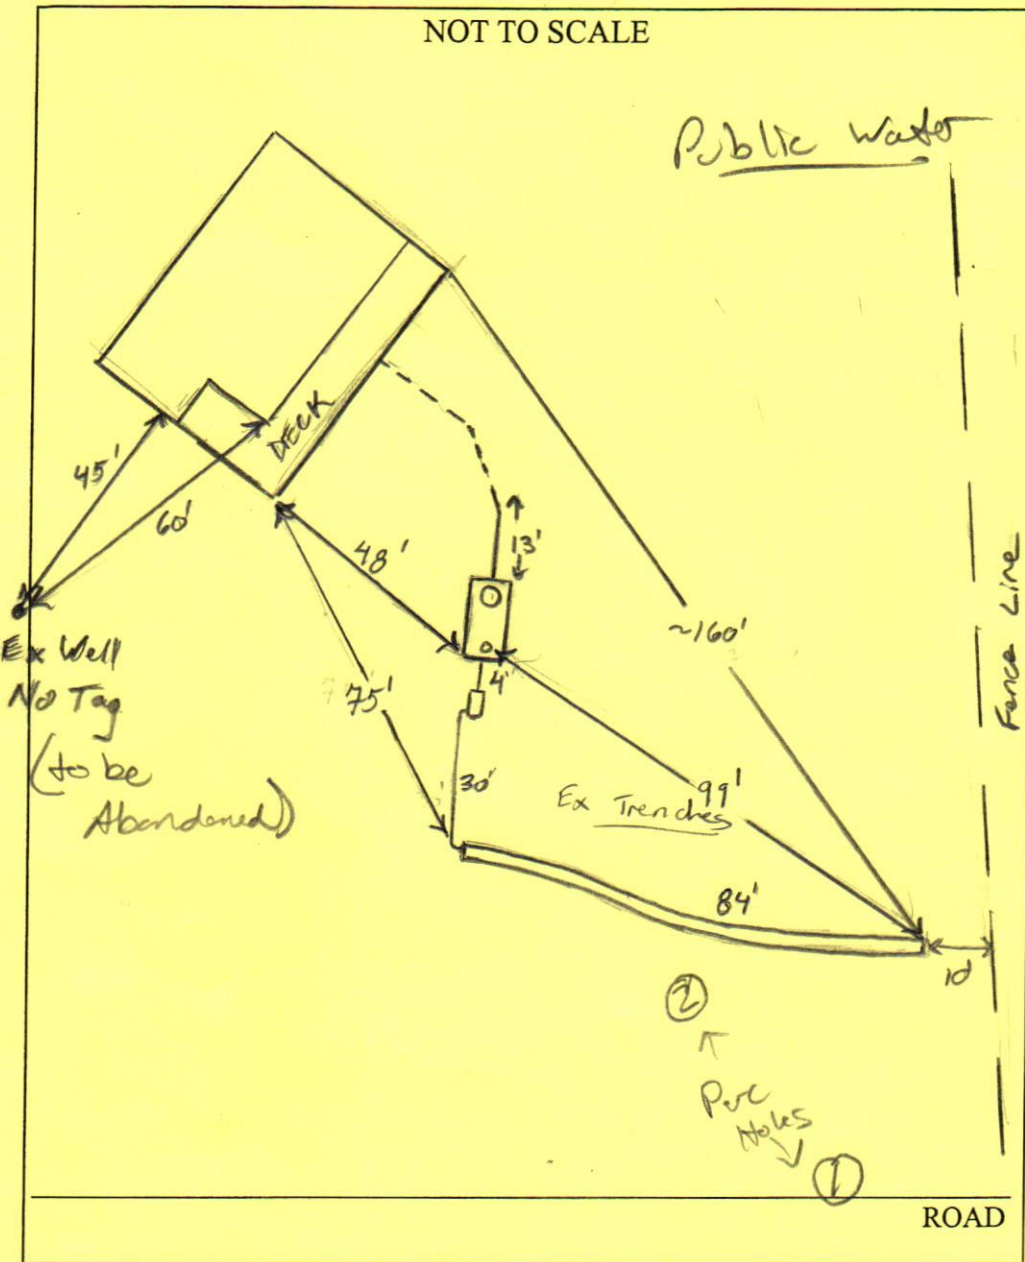 NOT TO SCALE
Public Water
DECK
45'
60'
48'
13'
~160'
Fence Line
Ex Well
No Tag
(to be
Abandoned)
75'
4'
30'
99'
Ex Trenches
84'
10'
2
Perc
Holes
1
ROAD